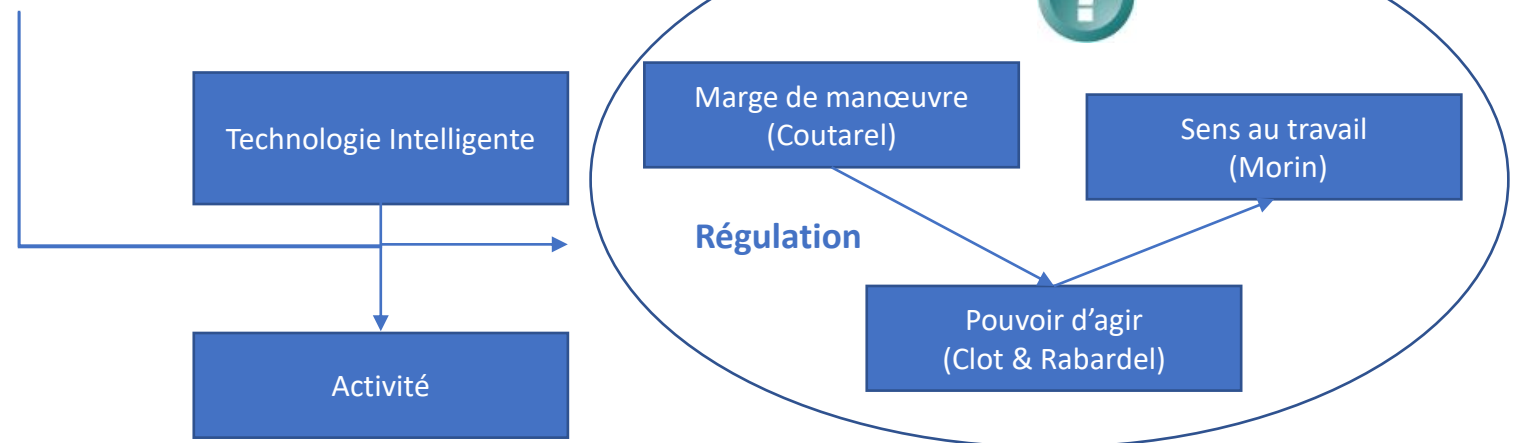 Technologie Intelligente
Activité
Marge de manœuvre
(Coutarel)
Sens au travail
(Morin)
Régulation
Pouvoir d’agir
(Clot & Rabardel)